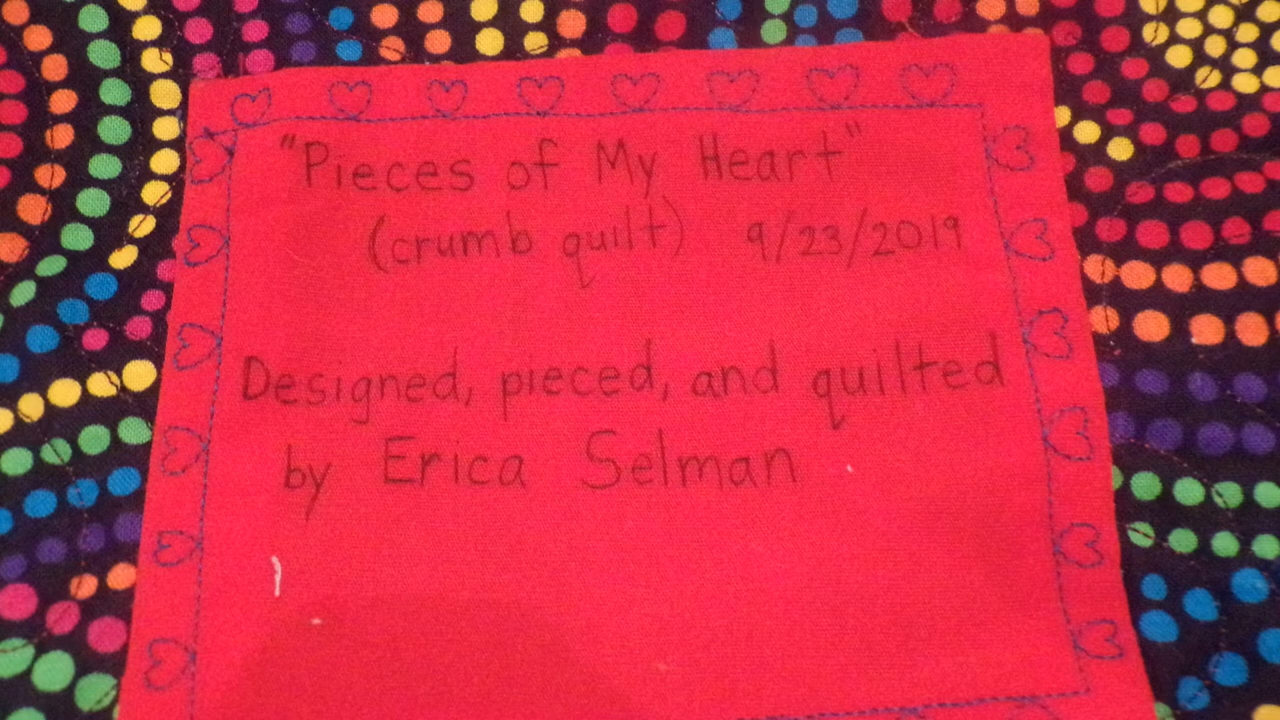 "Pieces of My Heart"
(crumb quilt) 9/23/2019
Designed, pieced, and quilted
by Erica Selman